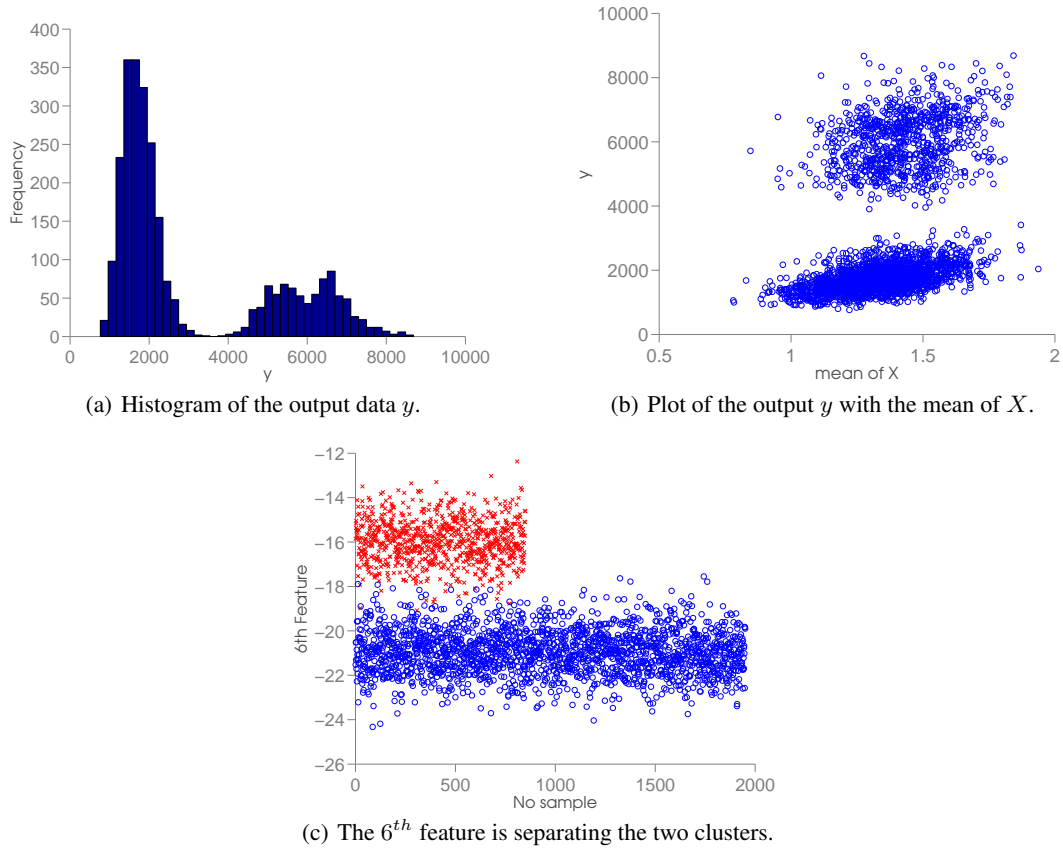 400
350
300
250
200
150
100
50
0
Frequency
0 2000 4000 6000 8000 10000
y
(a) Histogram of the output data y.
10000
8000
6000
4000
2000
0
y
0.5 1 1.5 2
mean of X
(b) Plot of the output y with the mean of X.
−12
−14
−16
−18
−20
−22
−24
−26
6th Feature
0 500 1000 1500 2000
No sample
(c) The 6th feature is separating the two clusters.